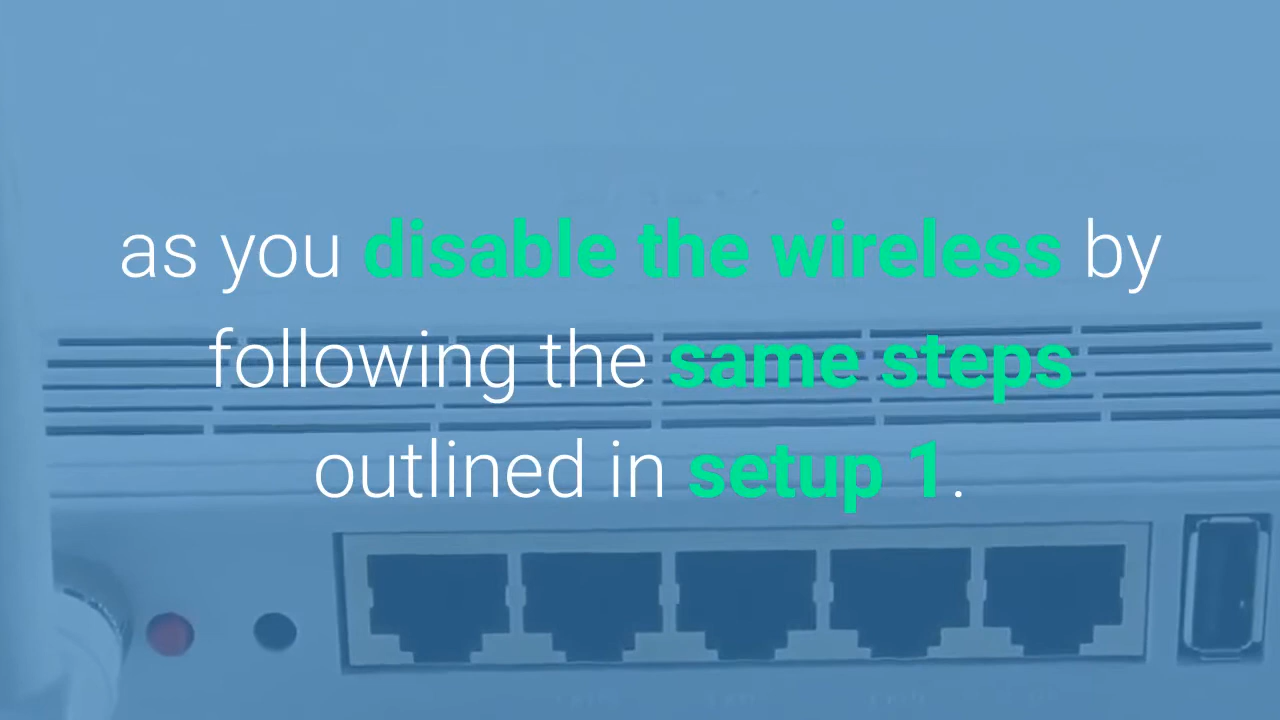 as you disable the wireless by
following the same steps
outlined in setup 1.